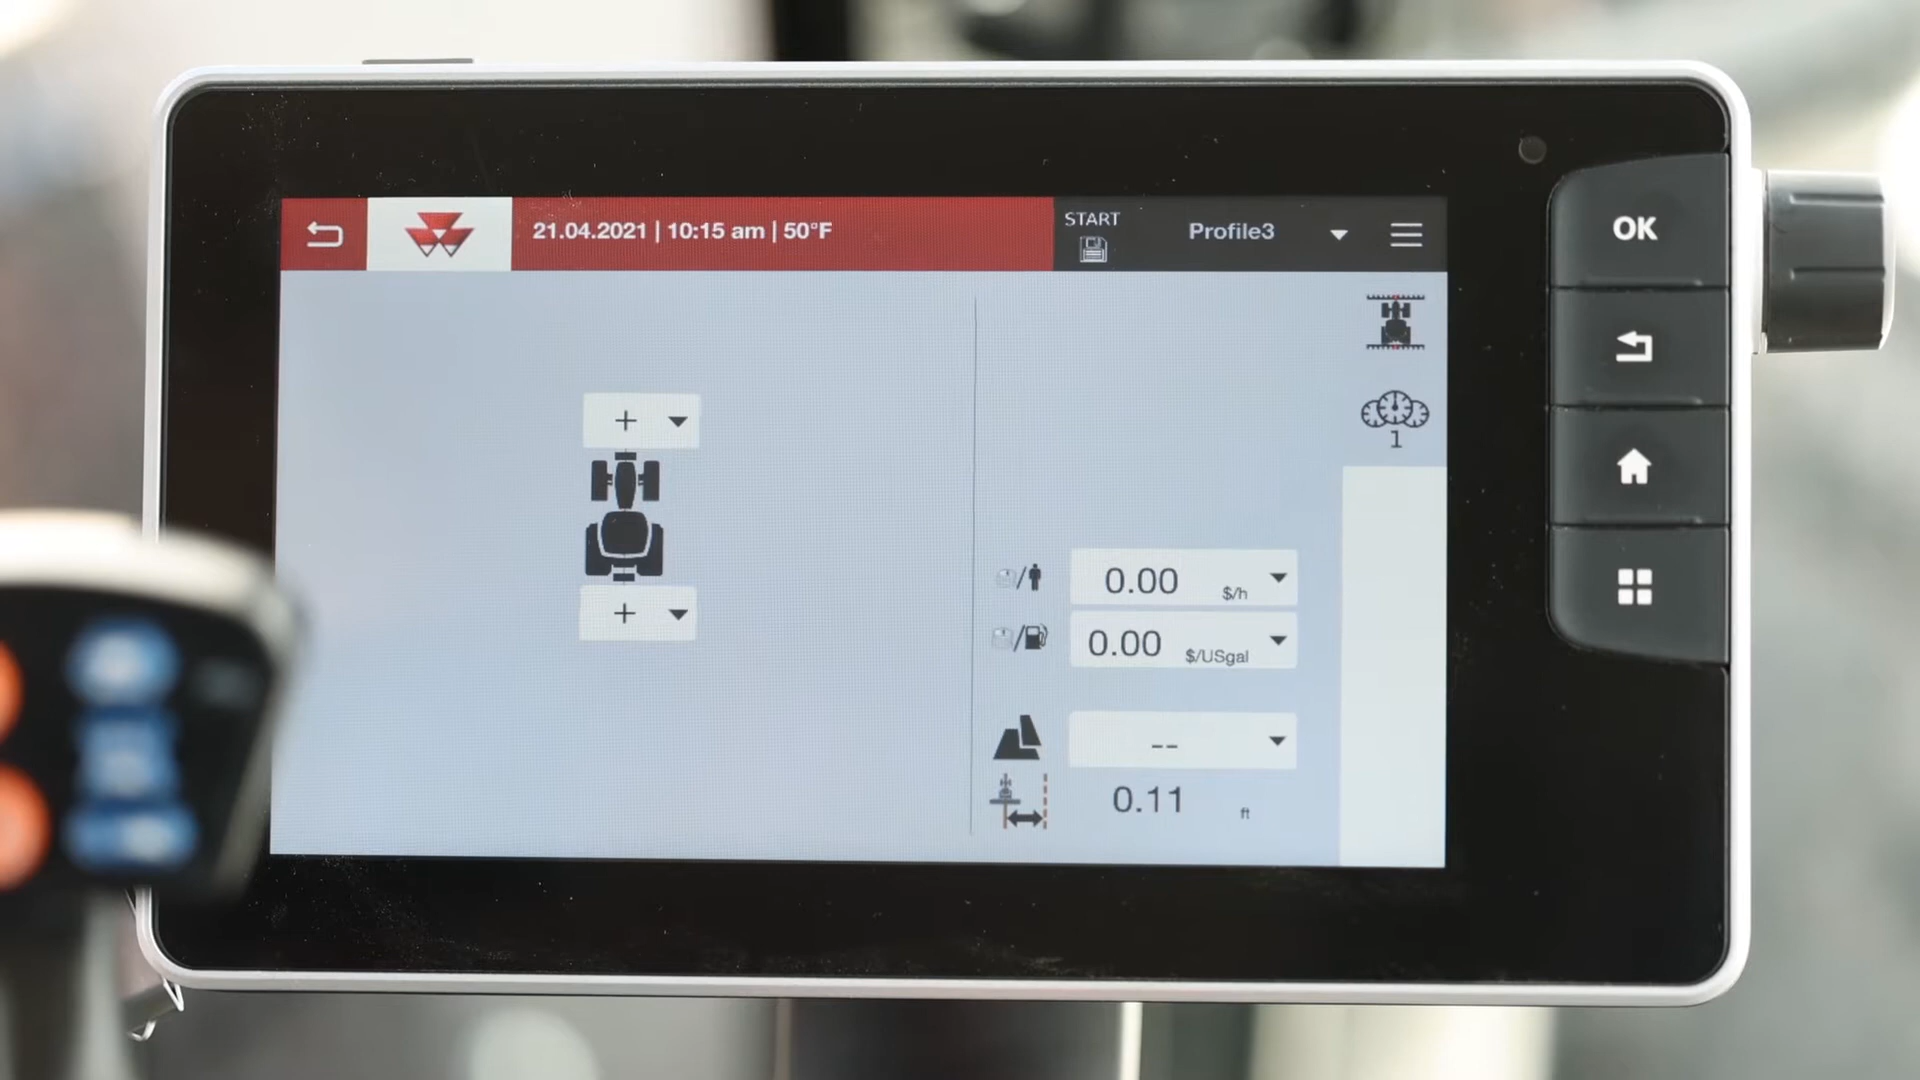 21.04.2021 | 10:15 am | 50°F
START
Profile3
OK
+
1
0.00 $/h
+
0.00 $/USgal
--
0.11 ft